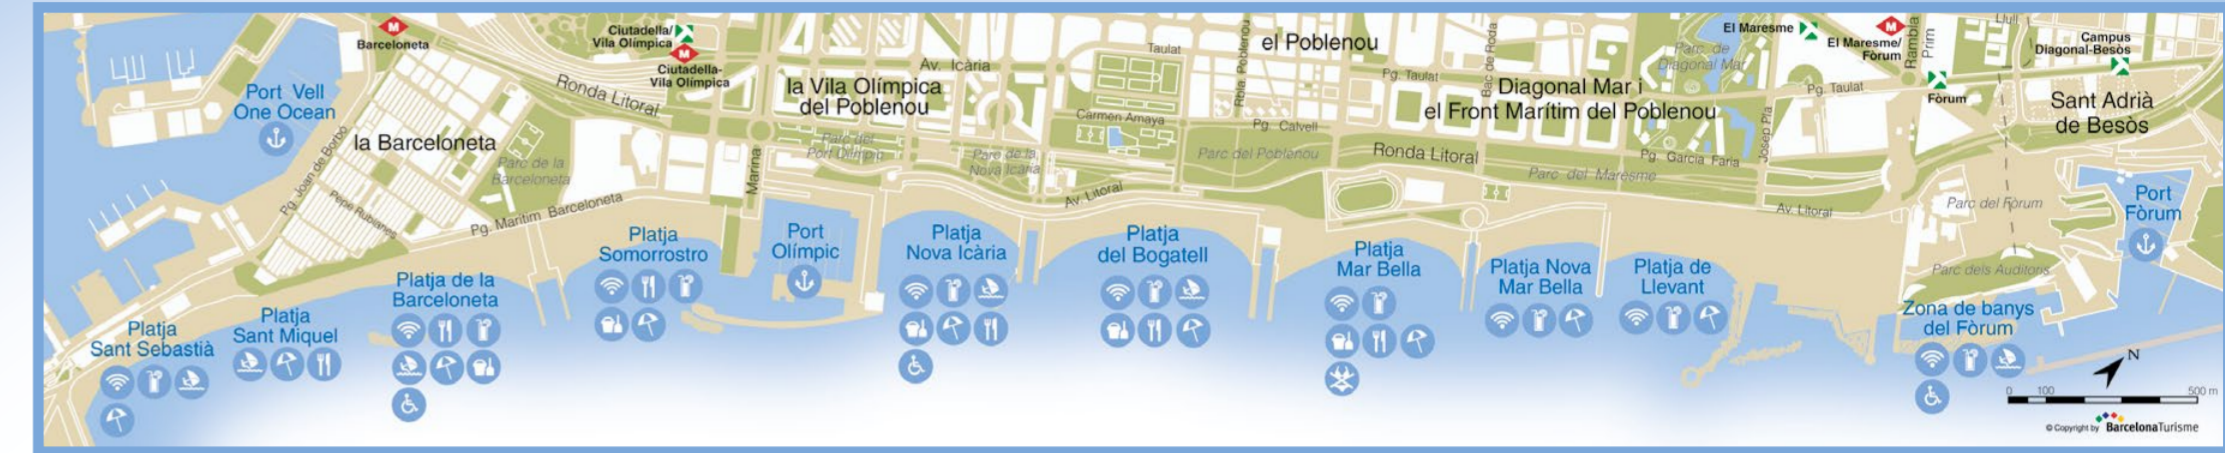 Barceloneta
Ciutadella/
Vila Olímpica
Ciutadella-
Vila Olímpica
Port Vell
One Ocean
la Barceloneta
Pg. Joan de Borbó
Pepe Rubianes
Parc de la
Barceloneta
Pg. Marítim Barceloneta
Ronda Litoral
Marina
la Vila Olímpica
del Poblenou
Av. Icària
Parc del
Port Olímpic
Parc de la
Nova Icària
Taulat
Carmen Amaya
Av. Litoral
Rbla. Poblenou
el Poblenou
Pg. Calvell
Parc del Poblenou
Pg. Taulat
Bac de Roda
Ronda Litoral
Diagonal Mar i
el Front Marítim del Poblenou
Parc de
Diagonal Mar
Pg. Garcia Faria
Parc del Maresme
Josep Pla
Av. Litoral
El Maresme
El Maresme/
Fòrum
Rambla
Prim
Pg. Taulat
Fòrum
Llull
Campus
Diagonal-Besòs
Sant Adrià
de Besòs
Parc del Fòrum
Parc dels Auditoris
Port
Fòrum
Platja
Sant Sebastià
Platja
Sant Miquel
Platja de la
Barceloneta
Platja
Somorrostro
Port
Olímpic
Platja
Nova Icària
Platja
del Bogatell
Platja
Mar Bella
Platja Nova
Mar Bella
Platja de
Llevant
Zona de banys
del Fòrum
N
0 100 500 m
© Copyright by BarcelonaTurisme